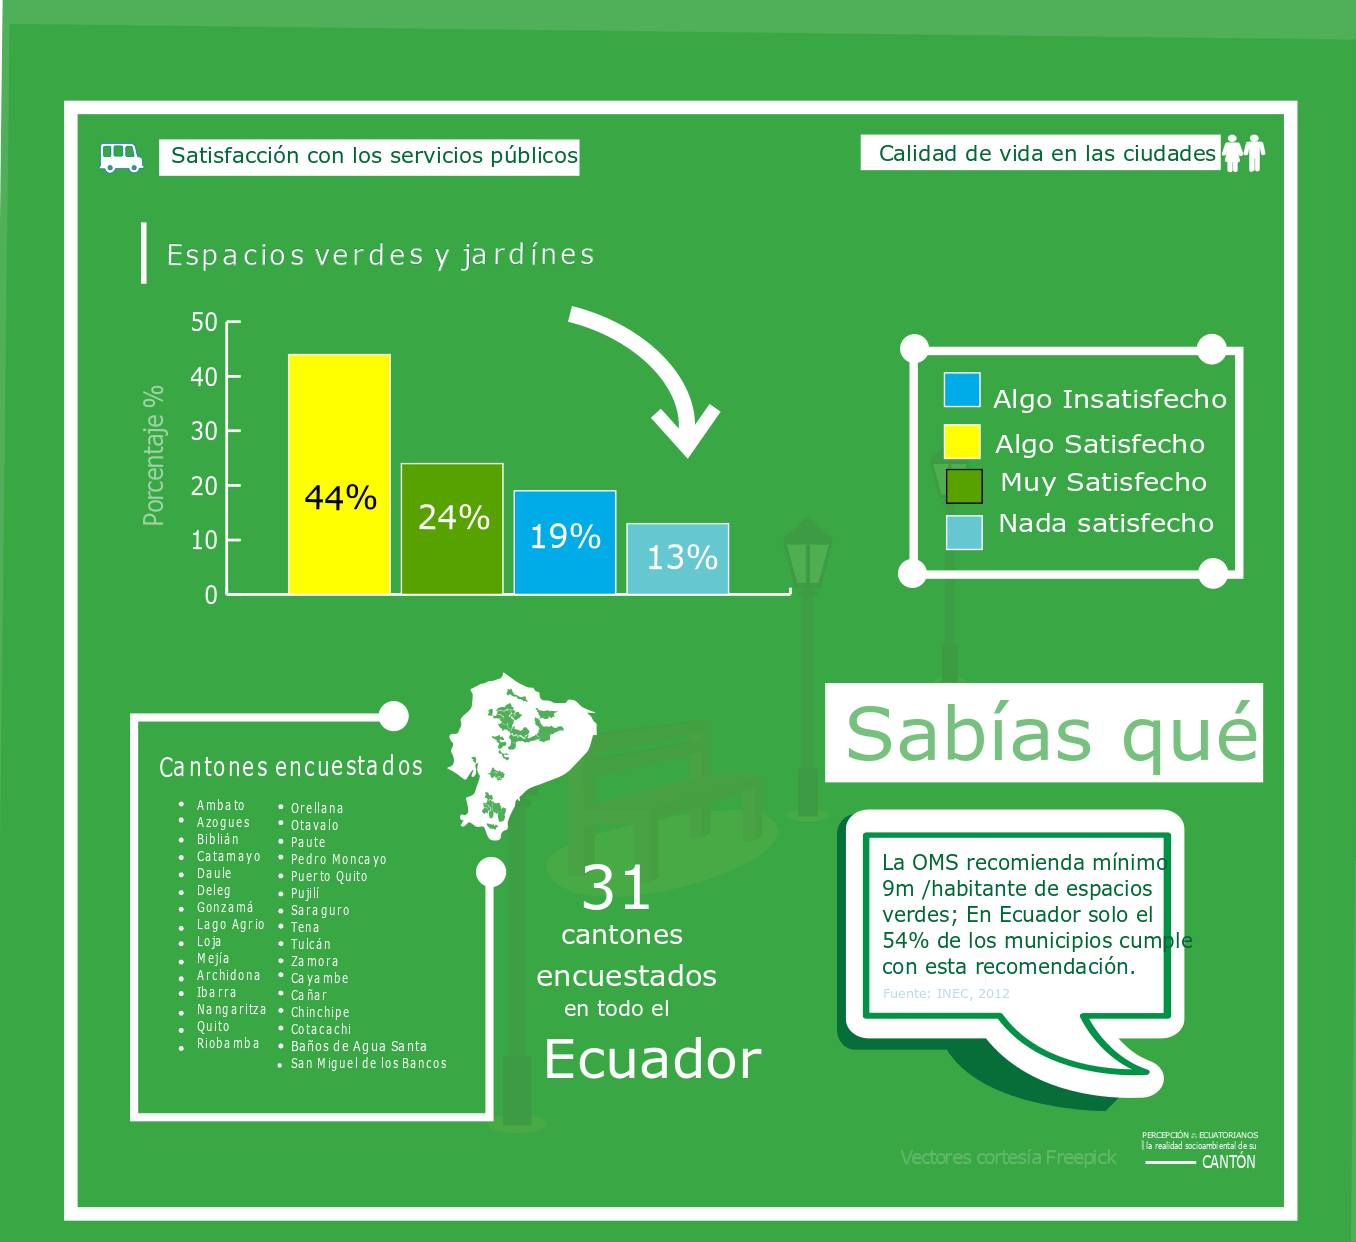 Satisfacción con los servicios públicos
Calidad de vida en las ciudades
Espacios verdes y jardínes
Porcentaje %
50
40
30
20
10
0
44%
24%
19%
13%
Algo Insatisfecho
Algo Satisfecho
Muy Satisfecho
Nada satisfecho
Cantones encuestados
Ambato
Azogues
Biblián
Catamayo
Daule
Deleg
Gonzamá
Lago Agrio
Loja
Mejía
Archidona
Ibarra
Nangaritza
Quito
Riobamba
Orellana
Otavalo
Paute
Pedro Moncayo
Puerto Quito
Pujilí
Saraguro
Tena
Tulcán
Zamora
Cayambe
Cañar
Chinchipe
Cotacachi
Baños de Agua Santa
San Miguel de los Bancos
31
cantones
encuestados
en todo el
Ecuador
Sabías qué
La OMS recomienda mínimo
9m /habitante de espacios
verdes; En Ecuador solo el
54% de los municipios cumple
con esta recomendación.
Fuente: INEC, 2012
Vectores cortesía Freepick
PERCEPCIÓN ECUATORIANOS
la realidad socioambiental de su
CANTÓN